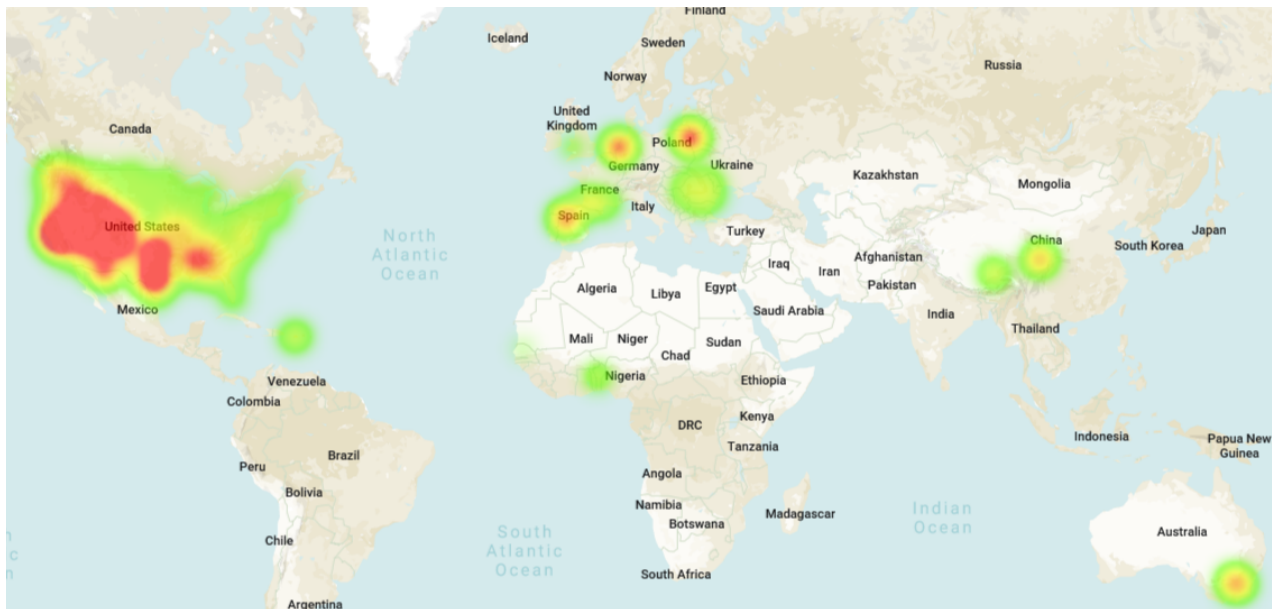 Finland
Iceland
Sweden
Russia
Norway
United
Kingdom
Canada
Poland
Ukraine
Germany
Kazakhstan
Mongolia
France
Italy
Spain
United States
Turkey
China
Japan
South Korea
North
Atlantic
Ocean
Iraq
Iran
Afghanistan
Pakistan
Algeria
Libya
Egypt
Saudi Arabia
India
Mexico
Mali
Niger
Chad
Sudan
Thailand
Nigeria
Ethiopia
Venezuela
Colombia
Kenya
DRC
Tanzania
Indonesia
Papua New
Guinea
Brazil
Peru
Angola
Bolivia
Namibia
Botswana
Madagascar
Indian
Ocean
Chile
South
Atlantic
Ocean
Australia
South Africa
Argentina